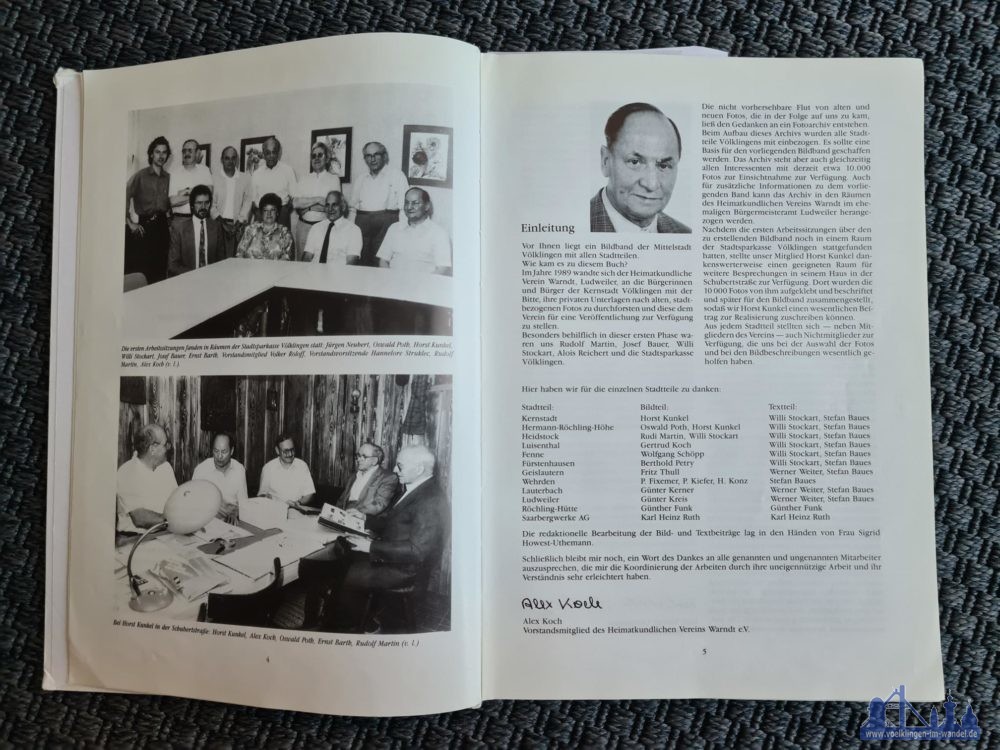 Die ersten Arbeitssitzungen fanden in Räumen der Stadtsparkasse Völklingen statt: Jürgen Neubert, Oswald Poth, Horst Kunkel,
Willi Stockart, Josef Bauer, Ernst Barth, Vorstandsmitglied Volker Roloff, Vorstandsvorsitzende Hannelore Struklec, Rudolf
Martin, Alex Koch (v. l.).
Bei Horst Kunkel in der Schubertstraße: Horst Kunkel, Alex Koch, Oswald Poth, Ernst Barth, Rudolf Martin (v. l.)
4
Einleitung
Vor Ihnen liegt ein Bildband der Mittelstadt
Völklingen mit allen Stadtteilen.
Wie kam es zu diesem Buch?
Im Jahre 1989 wandte sich der Heimatkundliche
Verein Warndt, Ludweiler, an die Bürgerinnen
und Bürger der Kernstadt Völklingen mit der
Bitte, ihre privaten Unterlagen nach alten, stadt-
bezogenen Fotos zu durchforsten und diese dem
Verein für eine Veröffentlichung zur Verfügung
zu stellen.
Besonders behilflich in dieser ersten Phase wa-
ren uns Rudolf Martin, Josef Bauer, Willi
Stockart, Alois Reichert und die Stadtsparkasse
Völklingen.
Die nicht vorhersehbare Flut von alten und
neuen Fotos, die in der Folge auf uns zu kam,
ließ den Gedanken an ein Fotoarchiv entstehen.
Beim Aufbau dieses Archivs wurden alle Stadt-
teile Völklingens mit einbezogen. Es sollte eine
Basis für den vorliegenden Bildband geschaffen
werden. Das Archiv steht aber auch gleichzeitig
allen Interessenten mit derzeit etwa 10.000
Fotos zur Einsichtnahme zur Verfügung. Auch
für zusätzliche Informationen zu dem vorlie-
genden Band kann das Archiv in den Räumen
des Heimatkundlichen Vereins Warndt im ehe-
maligen Bürgermeisteramt Ludweiler herange-
zogen werden.
Nachdem die ersten Arbeitssitzungen über den
zu erstellenden Bildband noch in einem Raum
der Stadtsparkasse Völklingen stattgefunden
hatten, stellte unser Mitglied Horst Kunkel dan-
kenswerterweise einen geeigneten Raum für
weitere Besprechungen in seinem Haus in der
Schubertstraße zur Verfügung. Dort wurden die
10 000 Fotos von ihm aufgeklebt und beschriftet
und später für den Bildband zusammengestellt,
sodaß wir Horst Kunkel einen wesentlichen Bei-
trag zur Realisierung zuschreiben können.
Aus jedem Stadtteil stellten sich — neben Mit-
gliedern des Vereins — auch Nichtmitglieder zur
Verfügung, die uns bei der Auswahl der Fotos
und bei den Bildbeschreibungen wesentlich ge-
holfen haben.
Hier haben wir für die einzelnen Stadtteile zu danken:
Stadtteil: Bildteil: Textteil:
Kernstadt Horst Kunkel Willi Stockart, Stefan Baues
Hermann-Röchling-Höhe Oswald Poth, Horst Kunkel Willi Stockart, Stefan Baues
Heidstock Rudi Martin, Willi Stockart Willi Stockart, Stefan Baues
Luisenthal Gertrud Koch Willi Stockart, Stefan Baues
Fenne Wolfgang Schöpp Willi Stockart, Stefan Baues
Fürstenhausen Berthold Petry Willi Stockart, Stefan Baues
Geislautern Fritz Thull Werner Weiter, Stefan Baues
Wehrden P. Fixemer, P. Kiefer, H. Konz Stefan Baues
Lauterbach Günter Kerner Werner Weiter, Stefan Baues
Ludweiler Günter Kreis Werner Weiter, Stefan Baues
Röchling-Hütte Günther Funk Günther Funk
Saarbergwerke AG Karl Heinz Ruth Karl Heinz Ruth
Die redaktionelle Bearbeitung der Bild- und Textbeiträge lag in den Händen von Frau Sigrid
Howest-Uthemann.
Schließlich bleibt mir noch, ein Wort des Dankes an alle genannten und ungenannten Mitarbeiter
auszusprechen, die mir die Koordinierung der Arbeiten durch ihre uneigennützige Arbeit und ihr
Verständnis sehr erleichtert haben.
Alex Koch
Alex Koch
Vorstandsmitglied des Heimatkundlichen Vereins Warndt e.V.
5
www.voelklingen-im-wandel.de